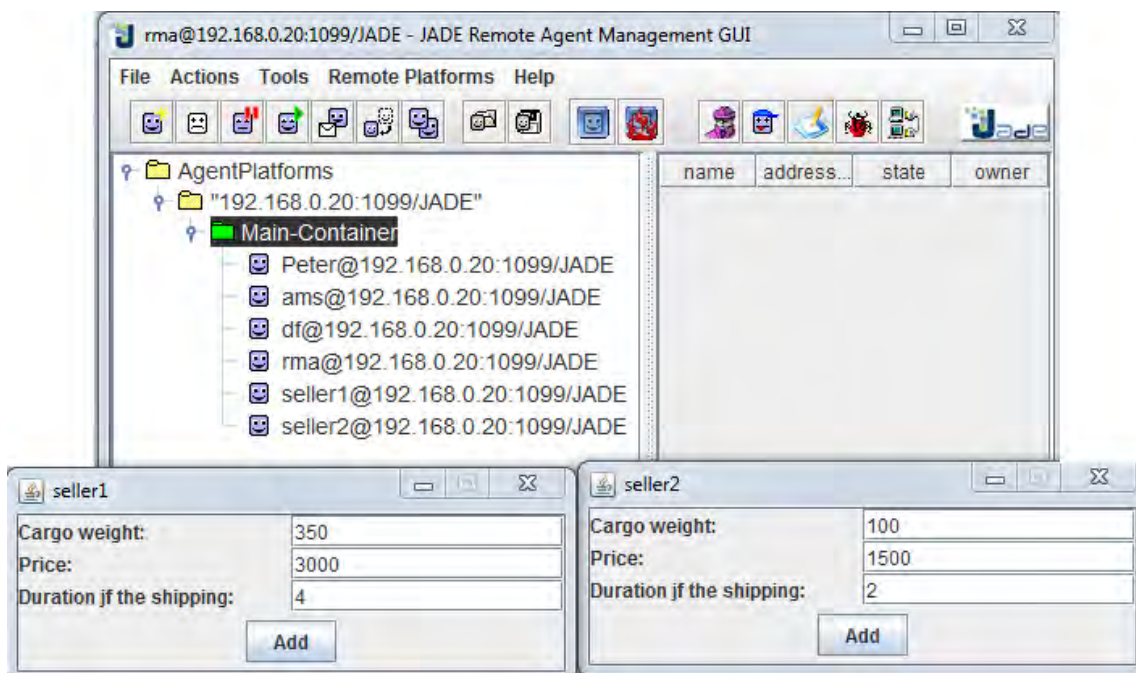 rma@192.168.0.20:1099/JADE - JADE Remote Agent Management GUI
File Actions Tools Remote Platforms Help
Jade
AgentPlatforms
name address... state owner
"192.168.0.20:1099/JADE"
Main-Container
Peter@192.168.0.20:1099/JADE
ams@192.168.0.20:1099/JADE
df@192.168.0.20:1099/JADE
rma@192.168.0.20:1099/JADE
seller1@192.168.0.20:1099/JADE
seller2@192.168.0.20:1099/JADE
seller1
Cargo weight: 350
Price: 3000
Duration jf the shipping: 4
Add
seller2
Cargo weight: 100
Price: 1500
Duration jf the shipping: 2
Add